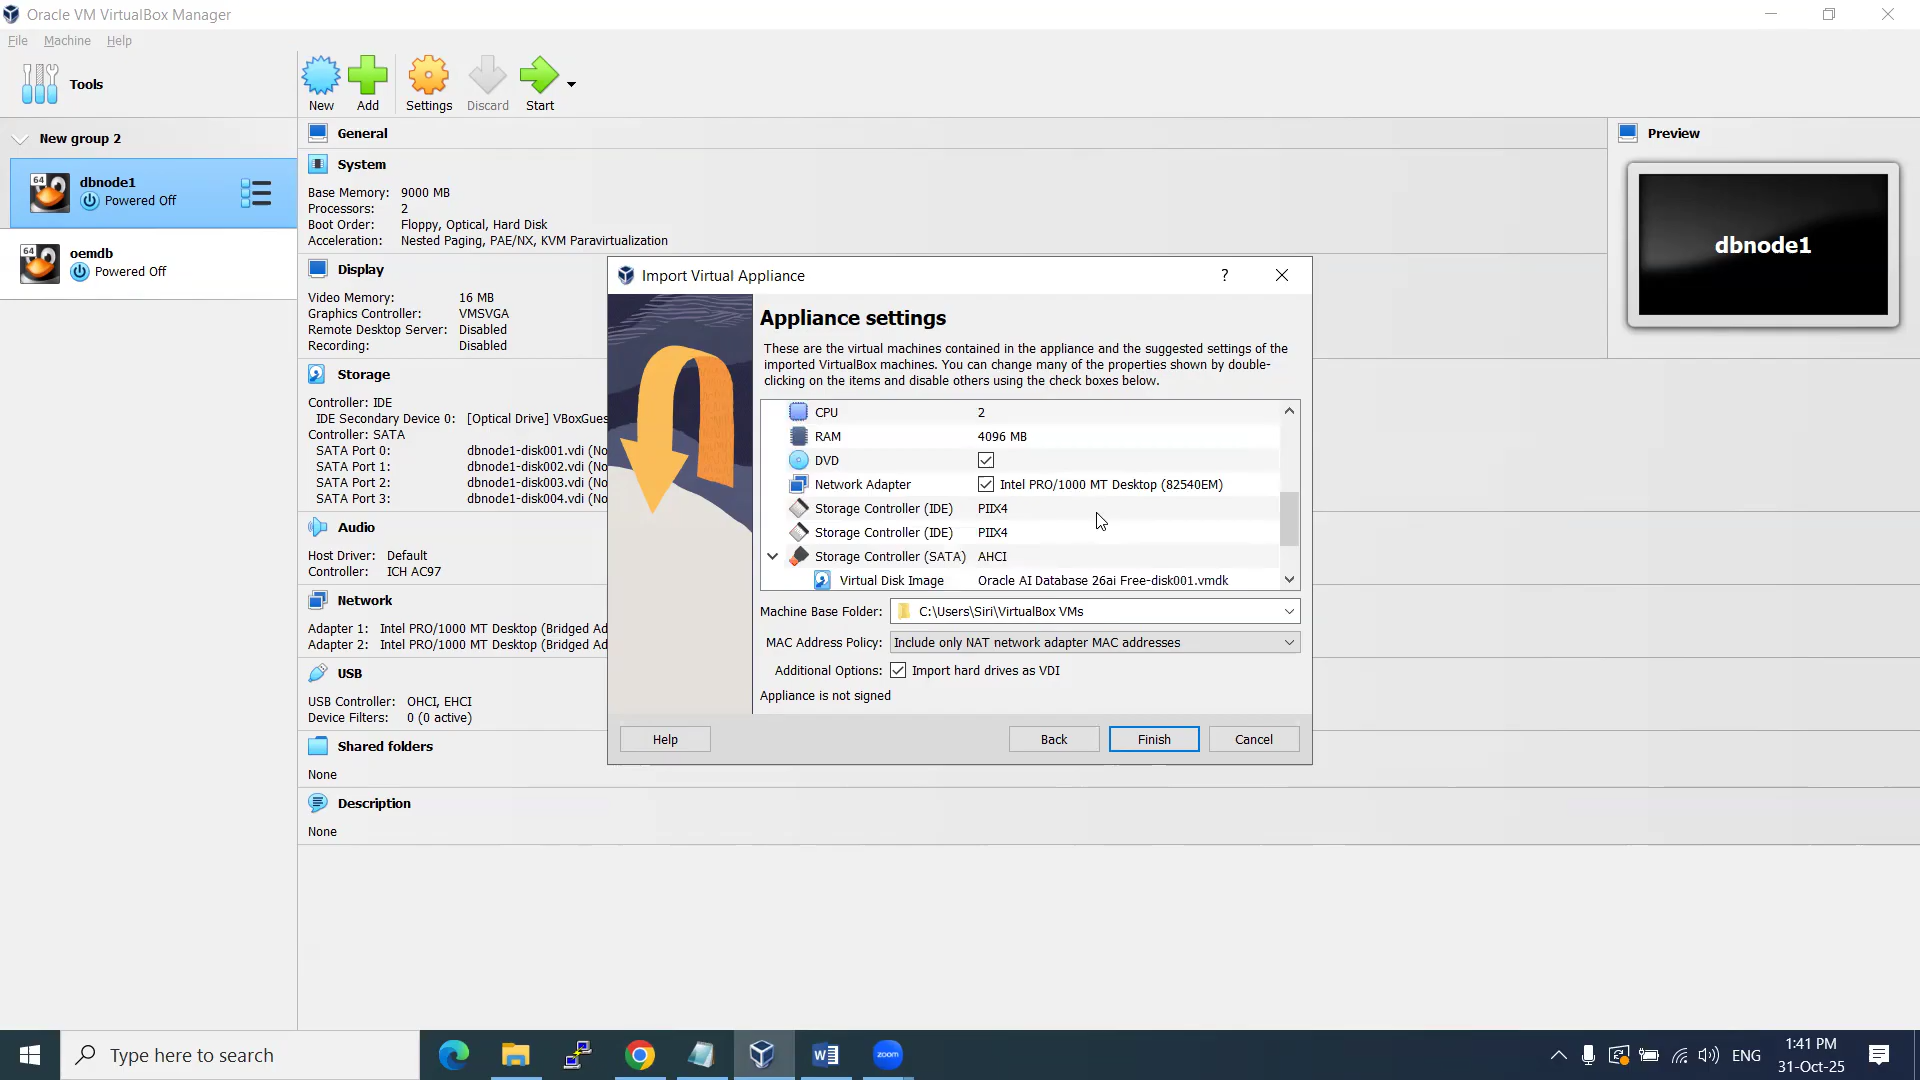 Oracle VM VirtualBox Manager
File Machine Help
Tools
New Add Settings Discard Start
New group 2
64
dbnode1
Powered Off
64
oemdb
Powered Off
General
System
Base Memory: 9000 MB
Processors: 2
Boot Order: Floppy, Optical, Hard Disk
Acceleration: Nested Paging, PAE/NX, KVM Paravirtualization
Display
Video Memory: 16 MB
Graphics Controller: VMSVGA
Remote Desktop Server: Disabled
Recording: Disabled
Storage
Controller: IDE
IDE Secondary Device 0: [Optical Drive] VBoxGues
Controller: SATA
SATA Port 0: dbnode1-disk001.vdi (No
SATA Port 1: dbnode1-disk002.vdi (No
SATA Port 2: dbnode1-disk003.vdi (No
SATA Port 3: dbnode1-disk004.vdi (No
Audio
Host Driver: Default
Controller: ICH AC97
Network
Adapter 1: Intel PRO/1000 MT Desktop (Bridged Ad
Adapter 2: Intel PRO/1000 MT Desktop (Bridged Ad
USB
USB Controller: OHCI, EHCI
Device Filters: 0 (0 active)
Shared folders
None
Description
None
Preview
dbnode1
Import Virtual Appliance
?
Appliance settings
These are the virtual machines contained in the appliance and the suggested settings of the
imported VirtualBox machines. You can change many of the properties shown by double-
clicking on the items and disable others using the check boxes below.
CPU 2
RAM 4096 MB
DVD
Network Adapter Intel PRO/1000 MT Desktop (82540EM)
Storage Controller (IDE) PIIX4
Storage Controller (IDE) PIIX4
Storage Controller (SATA) AHCI
Virtual Disk Image Oracle AI Database 26ai Free-disk001.vmdk
Machine Base Folder: C:\Users\Siri\VirtualBox VMs
MAC Address Policy: Include only NAT network adapter MAC addresses
Additional Options: Import hard drives as VDI
Appliance is not signed
Help Back Finish Cancel
Type here to search
zoom
ENG
1:41 PM
31-Oct-25